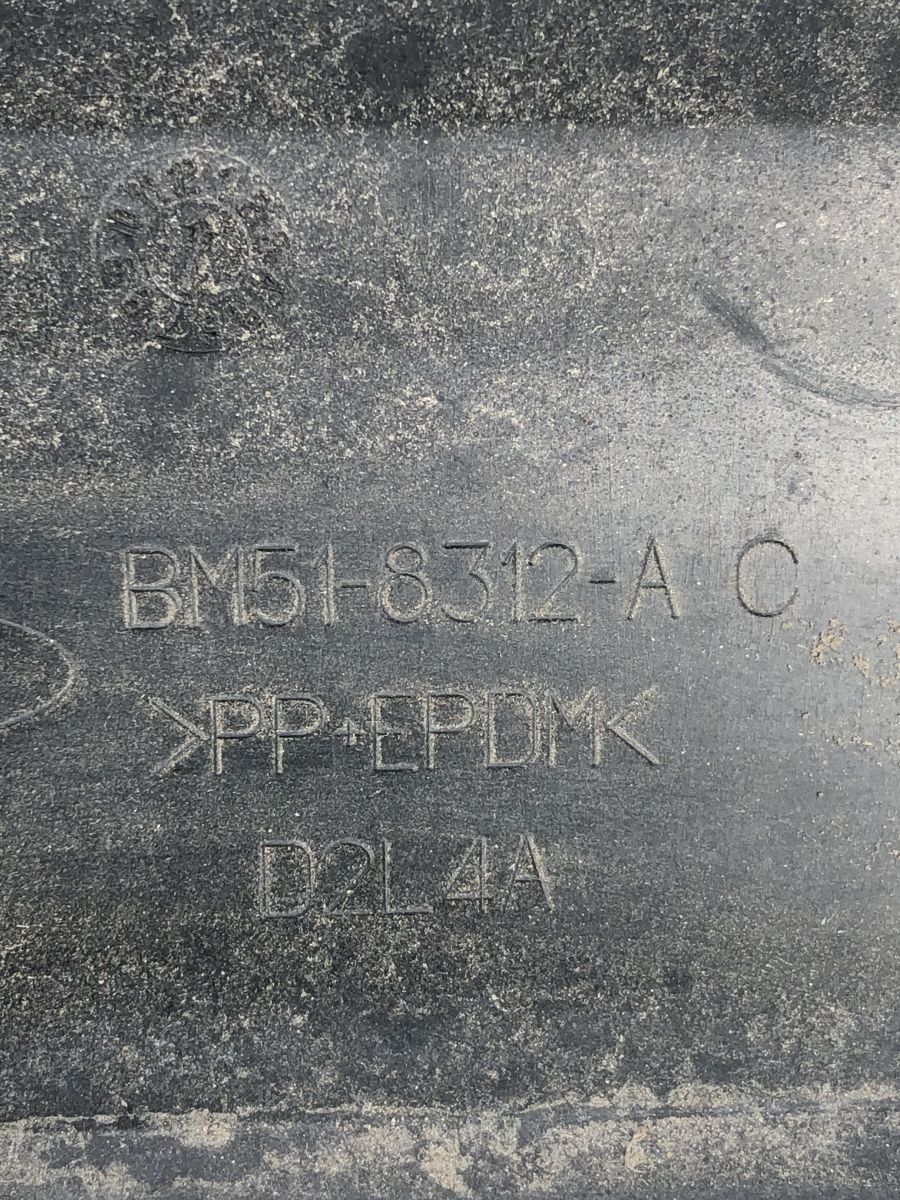 BM51-8312-A C
>PP+EPDM<
D2L4A